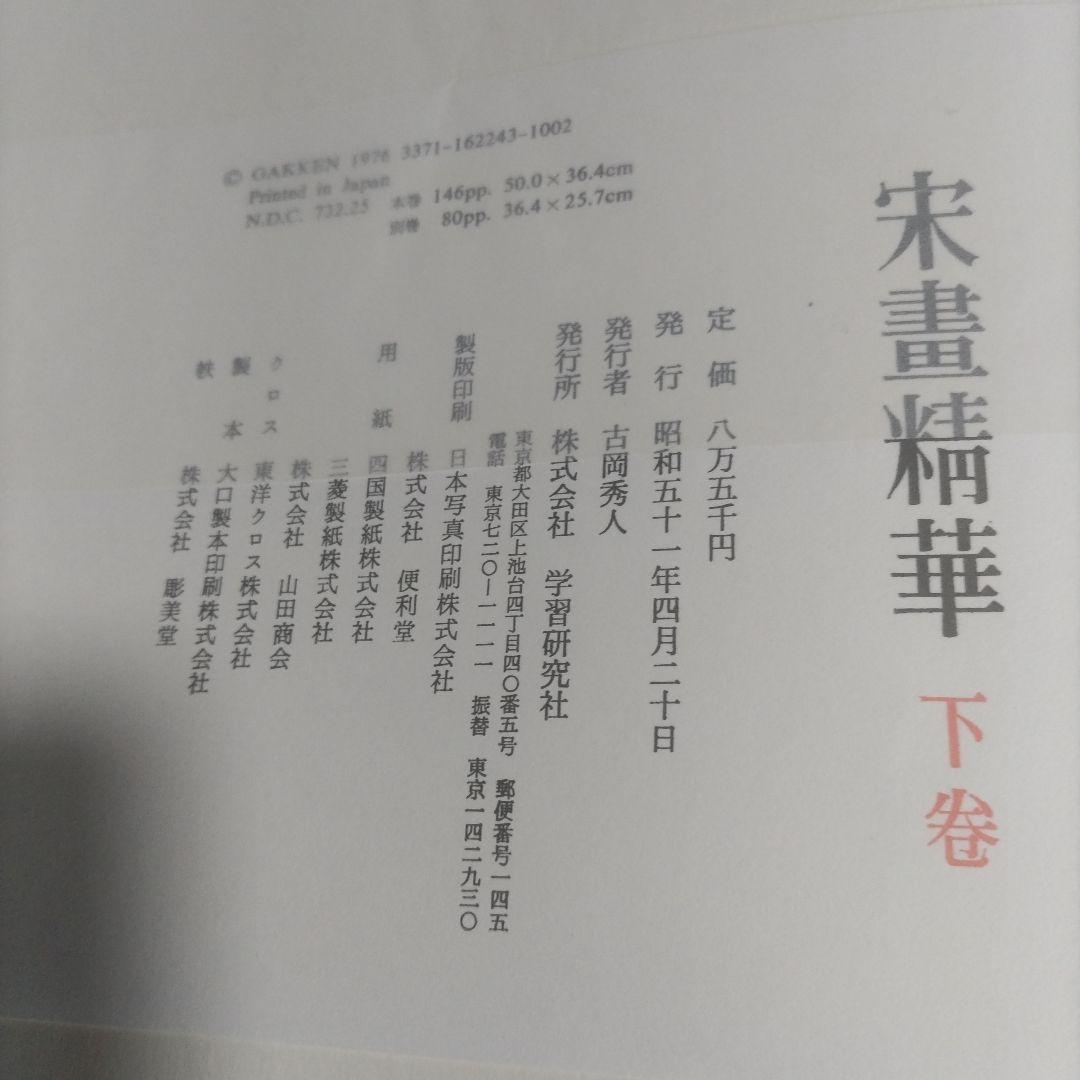 宋畫精華 下巻
定価 八万五千円
発行 昭和五十一年四月二十日
発行者 古岡秀人
発行所 株式会社 学習研究社
東京都大田区上池台四丁目四〇番五号 郵便番号一四五
電話 東京七二〇―一一一一 振替 東京一四二九三〇
製版印刷 日本写真印刷株式会社
株式会社 便利堂
用紙 四国製紙株式会社
三菱製紙株式会社
株式会社 山田商会
クロス 東洋クロス株式会社
製本 大口製本印刷株式会社
帙 株式会社 彫美堂
© GAKKEN 1976 3371-162243-1002
Printed in Japan
N.D.C. 732.25 本巻 146pp. 50.0×36.4cm
別巻 80pp. 36.4×25.7cm